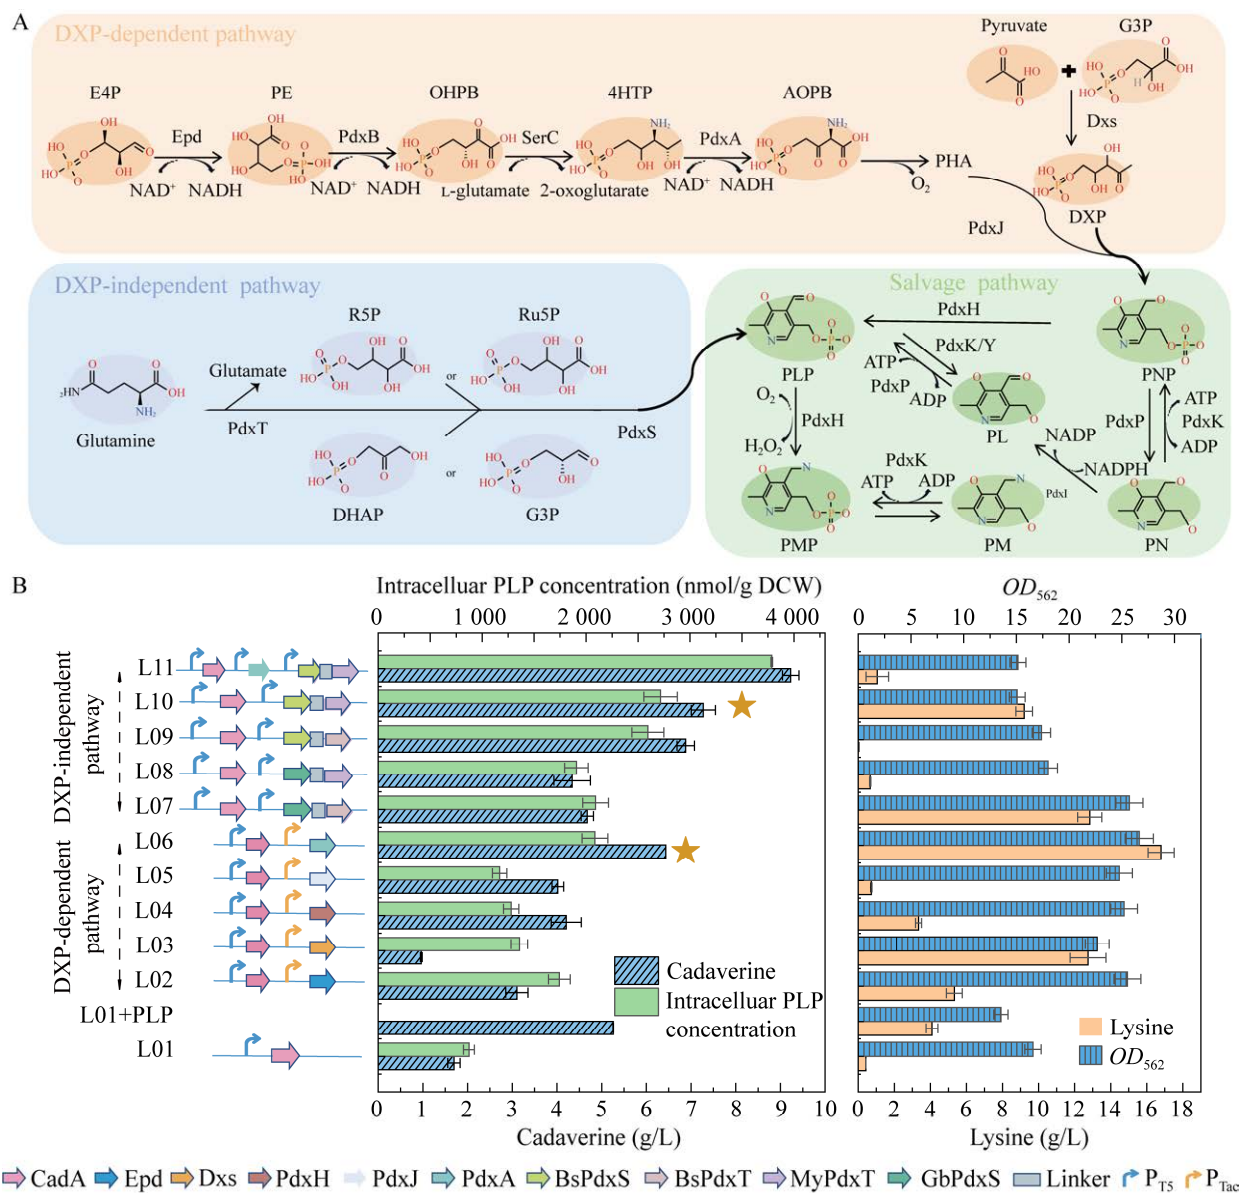 A
DXP-dependent pathway
Pyruvate
G3P
E4P
PE
OHPB
4HTP
AOPB
Epd
PdxB
SerC
PdxA
Dxs
NAD⁺
NADH
NAD⁺
NADH
L-glutamate
2-oxoglutarate
NAD⁺
NADH
O₂
PHA
DXP
PdxJ
DXP-independent pathway
R5P
Ru5P
Glutamate
or
Glutamine
PdxT
PdxS
or
DHAP
G3P
Salvage pathway
PdxH
PdxK/Y
ATP
PdxP
ADP
PLP
PL
PNP
O₂
PdxH
H₂O₂
NADP
NADPH
PdxP
ATP
PdxK
ADP
PdxK
ATP
ADP
PdxI
PMP
PM
PN
B
Intracelluar PLP concentration (nmol/g DCW)
0 1 000 2 000 3 000 4 000
OD₅₆₂
0 5 10 15 20 25 30
DXP-independent
pathway
DXP-dependent
pathway
L11
L10
L09
L08
L07
L06
L05
L04
L03
L02
L01+PLP
L01
Cadaverine
Intracelluar PLP
concentration
Lysine
OD₅₆₂
0 1 2 3 4 5 6 7 8 9 10
Cadaverine (g/L)
0 2 4 6 8 10 12 14 16 18
Lysine (g/L)
CadA Epd Dxs PdxH PdxJ PdxA BsPdxS BsPdxT MyPdxT GbPdxS Linker P_T5 P_Tac